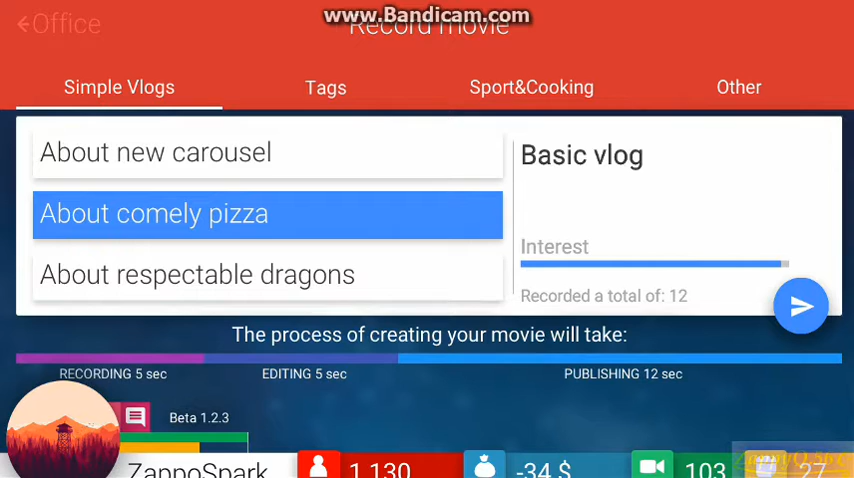 www.Bandicam.com
Office
Record movie
Simple Vlogs
Tags
Sport&Cooking
Other
About new carousel
Basic vlog
About comely pizza
Interest
About respectable dragons
Recorded a total of: 12
The process of creating your movie will take:
RECORDING 5 sec
EDITING 5 sec
PUBLISHING 12 sec
Beta 1.2.3
ZappoSpark
1 130
-34 $
103
27